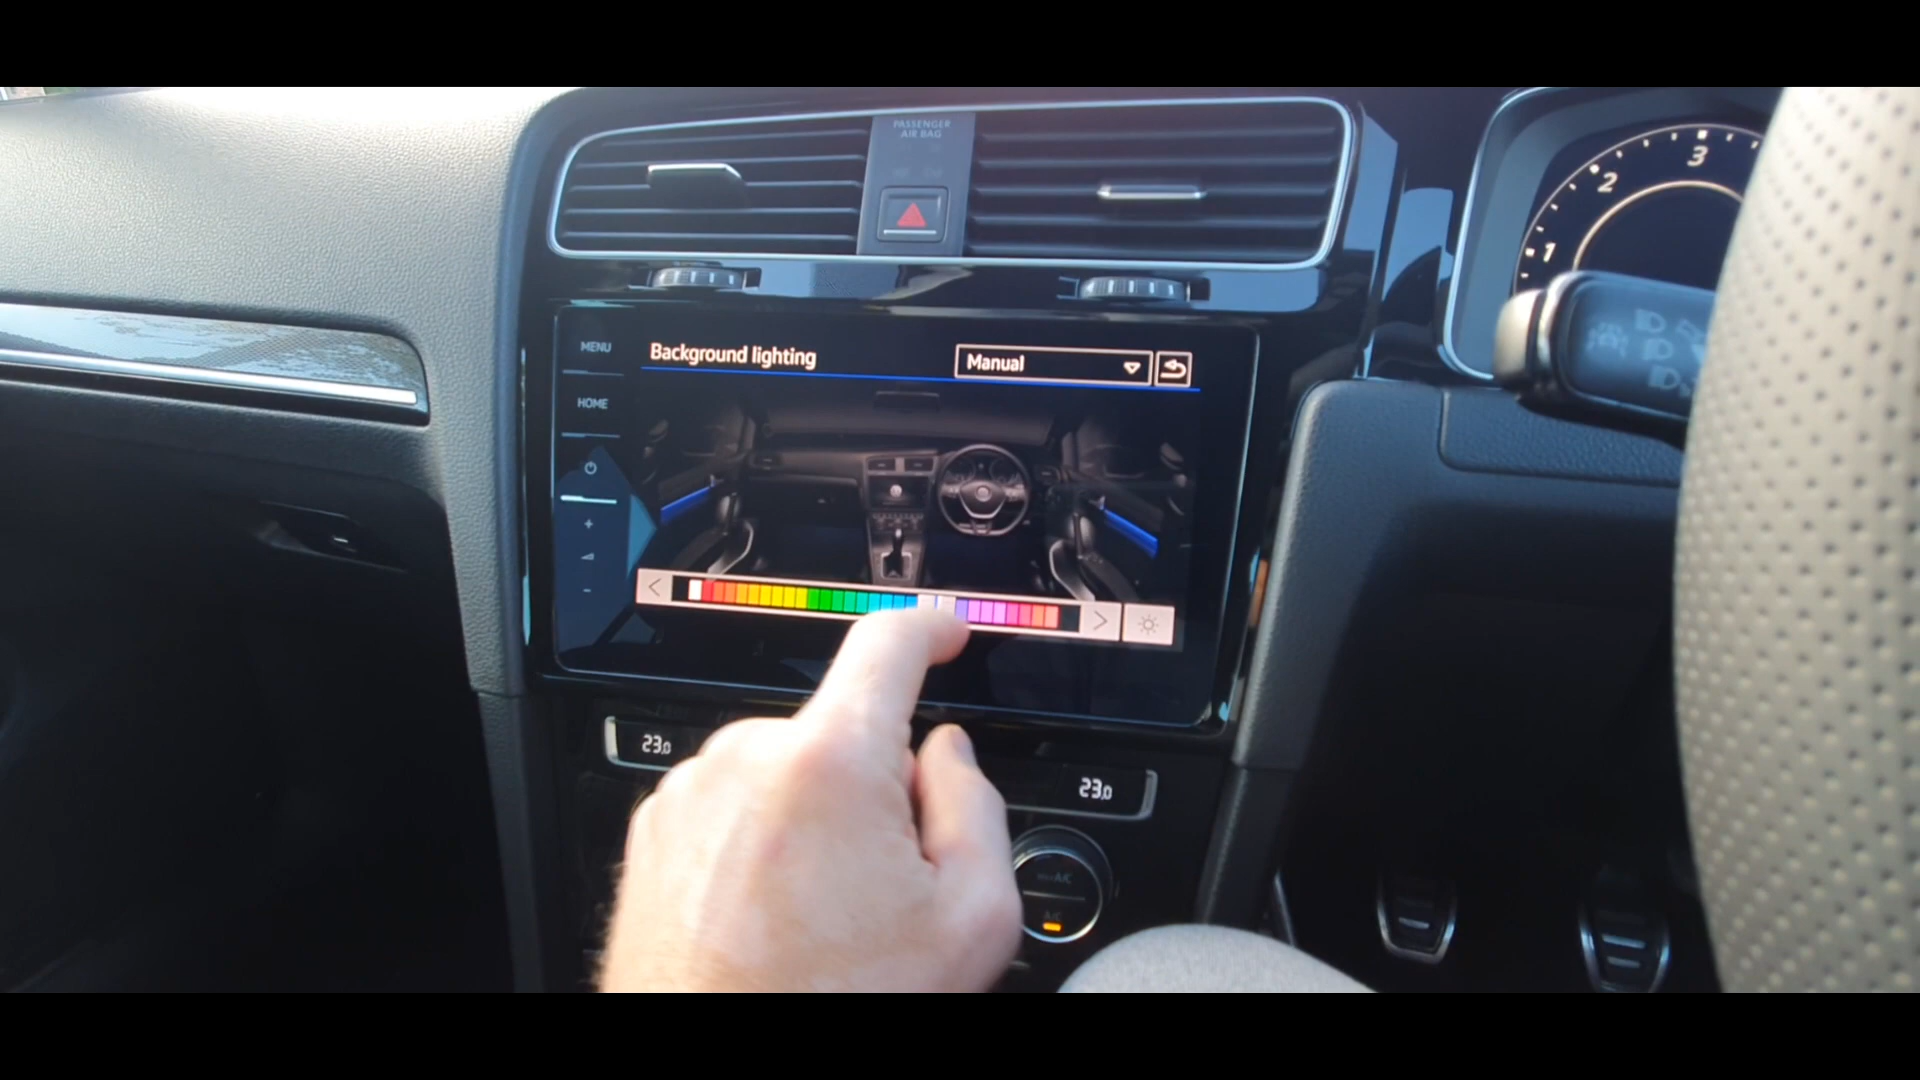 PASSENGER
AIR BAG
3
2
1
MENU
Background lighting
Manual
HOME
23.0
23.0
A/C
A/C